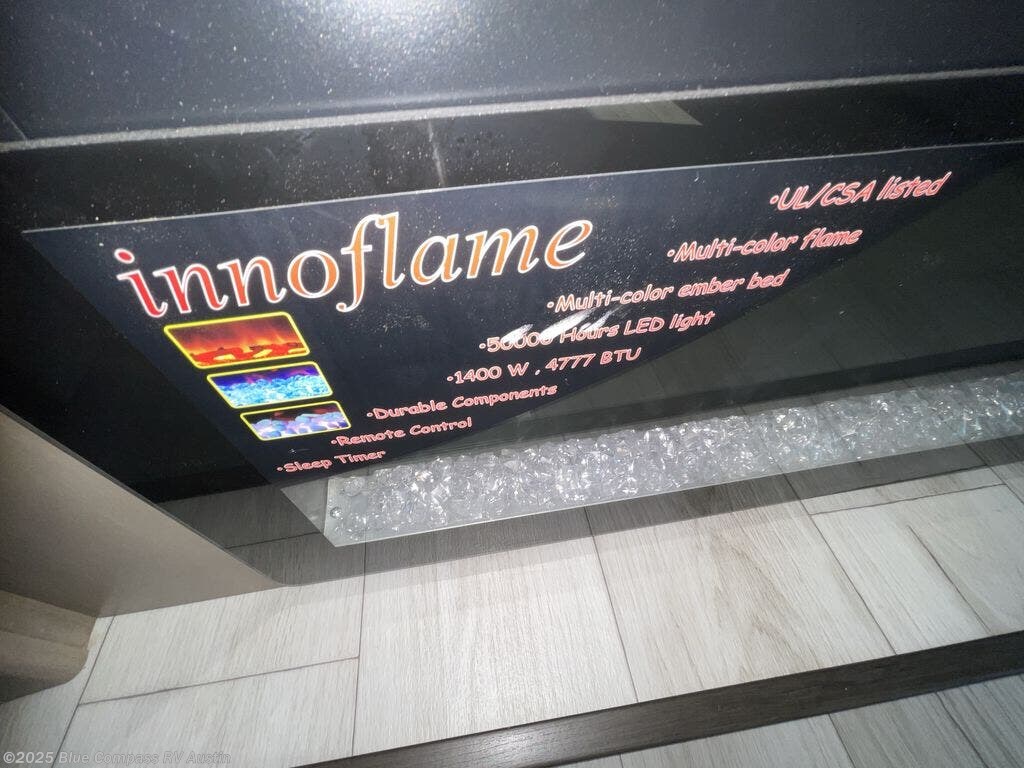 innoflame
•UL/CSA listed
•Multi-color flame
•Multi-color ember bed
•50000 Hours LED light
•1400 W , 4777 BTU
•Durable Components
•Remote Control
•Sleep Timer
©2025 Blue Compass RV Austin